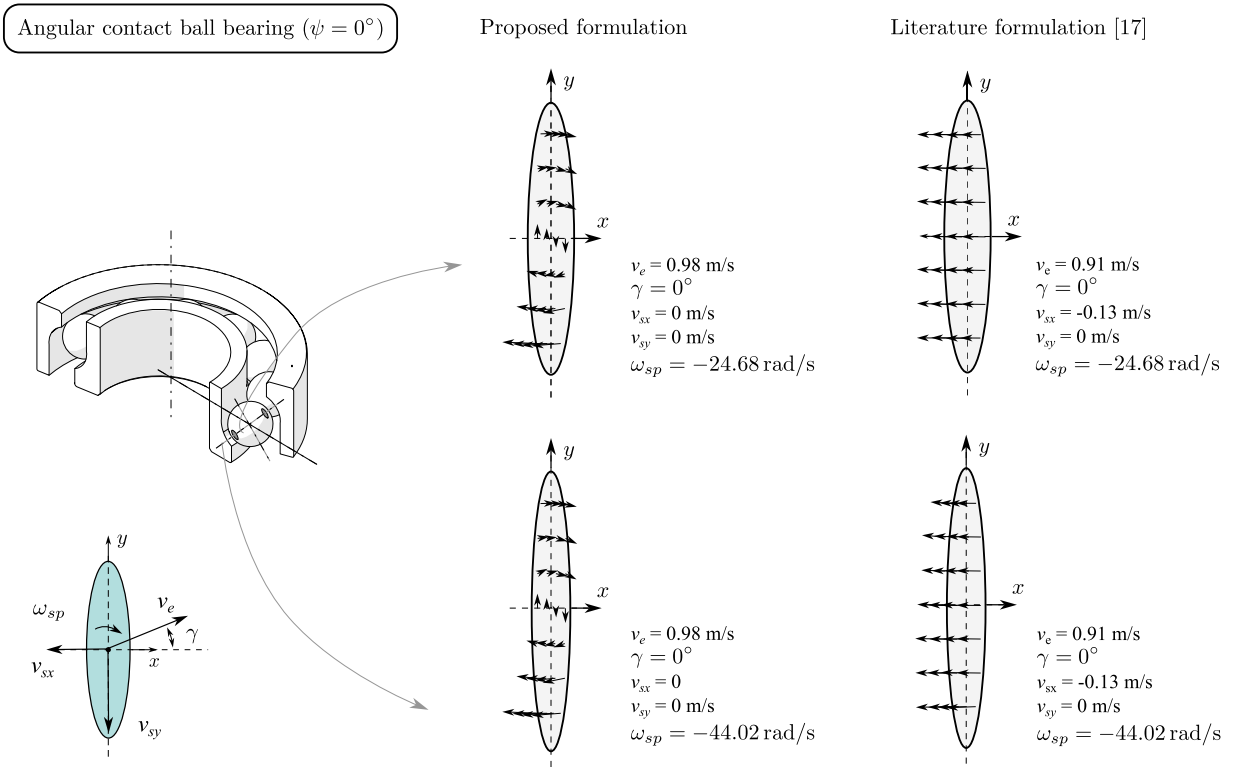 Angular contact ball bearing (ψ = 0°)
Proposed formulation
Literature formulation [17]
y
x
v_e = 0.98 m/s
γ = 0°
v_sx = 0 m/s
v_sy = 0 m/s
ω_sp = −24.68 rad/s
y
x
v_e = 0.91 m/s
γ = 0°
v_sx = -0.13 m/s
v_sy = 0 m/s
ω_sp = −24.68 rad/s
y
x
v_e = 0.98 m/s
γ = 0°
v_sx = 0
v_sy = 0 m/s
ω_sp = −44.02 rad/s
y
x
v_e = 0.91 m/s
γ = 0°
v_sx = -0.13 m/s
v_sy = 0 m/s
ω_sp = −44.02 rad/s
y
ω_sp
v_e
γ
v_sx
x
v_sy